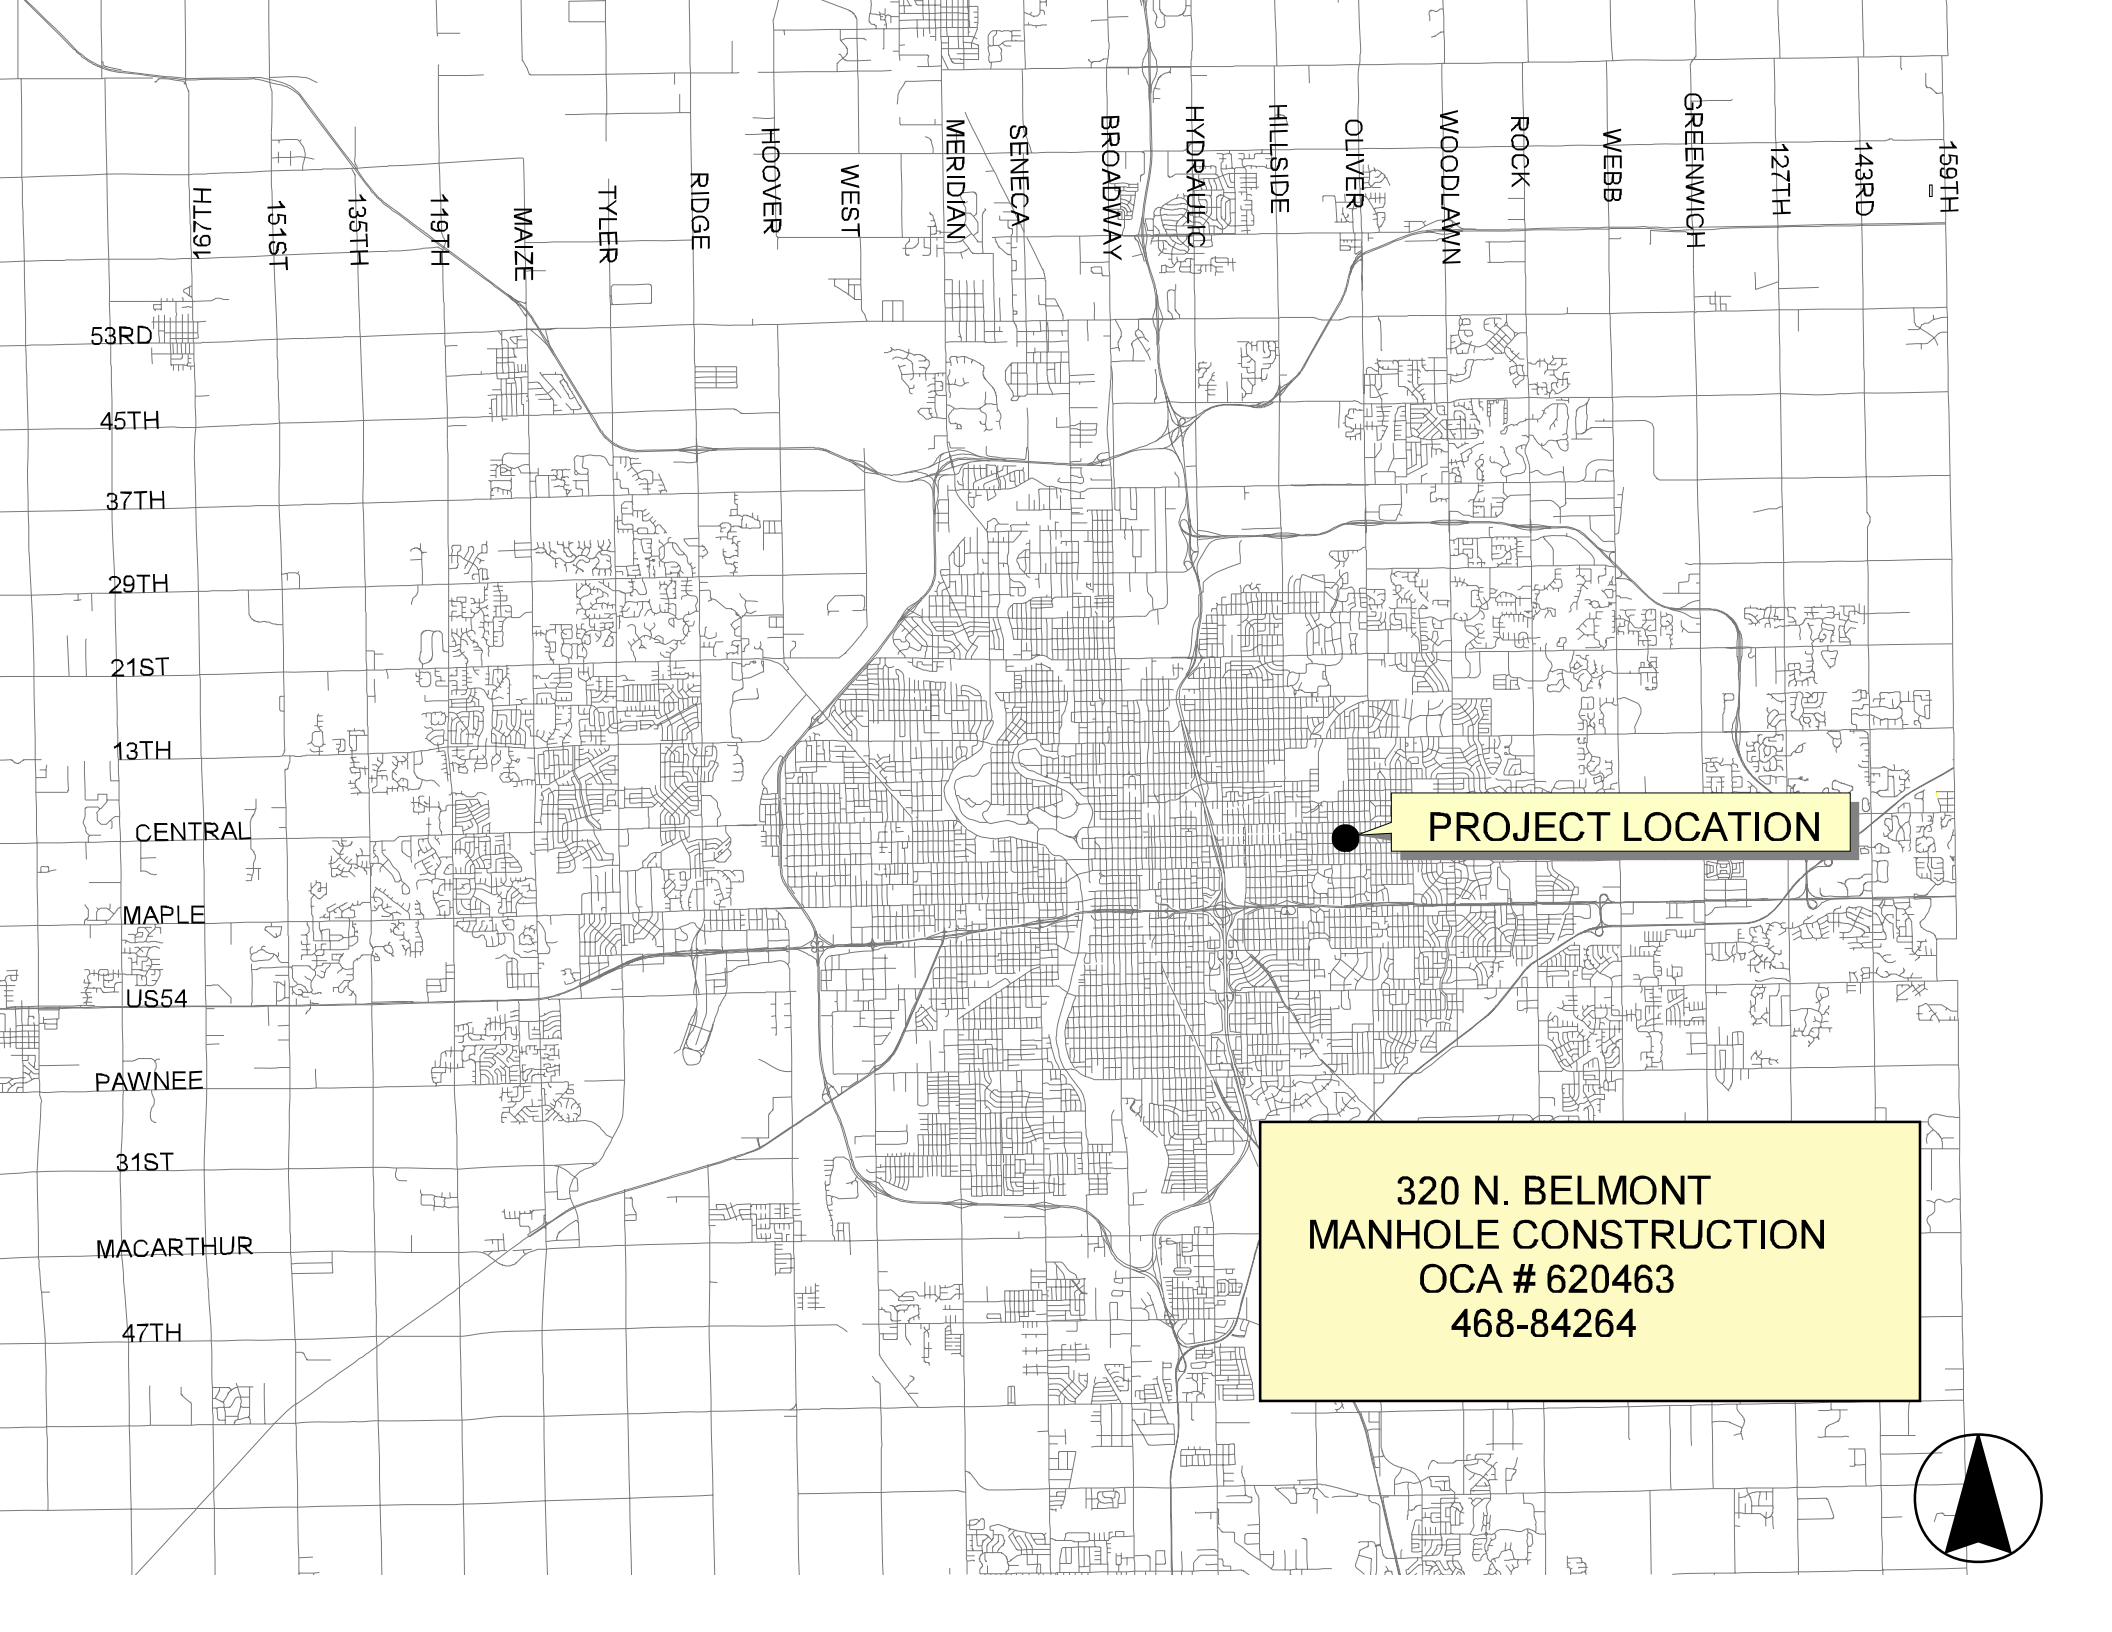 GREENWICH
HILLSIDE
HYDRAULIC
WOODLAWN
BROADWAY
ROCK
OLIVER
MERIDIAN
SENECA
HOOVER
WEBB
159TH
143RD
127TH
WEST
RIDGE
TYLER
167TH
119TH
135TH
151ST
MAIZE
53RD
45TH
37TH
29TH
21ST
13TH
CENTRAL
PROJECT LOCATION
MAPLE
US54
PAWNEE
31ST
MACARTHUR
47TH
320 N. BELMONT
MANHOLE CONSTRUCTION
OCA # 620463
468-84264